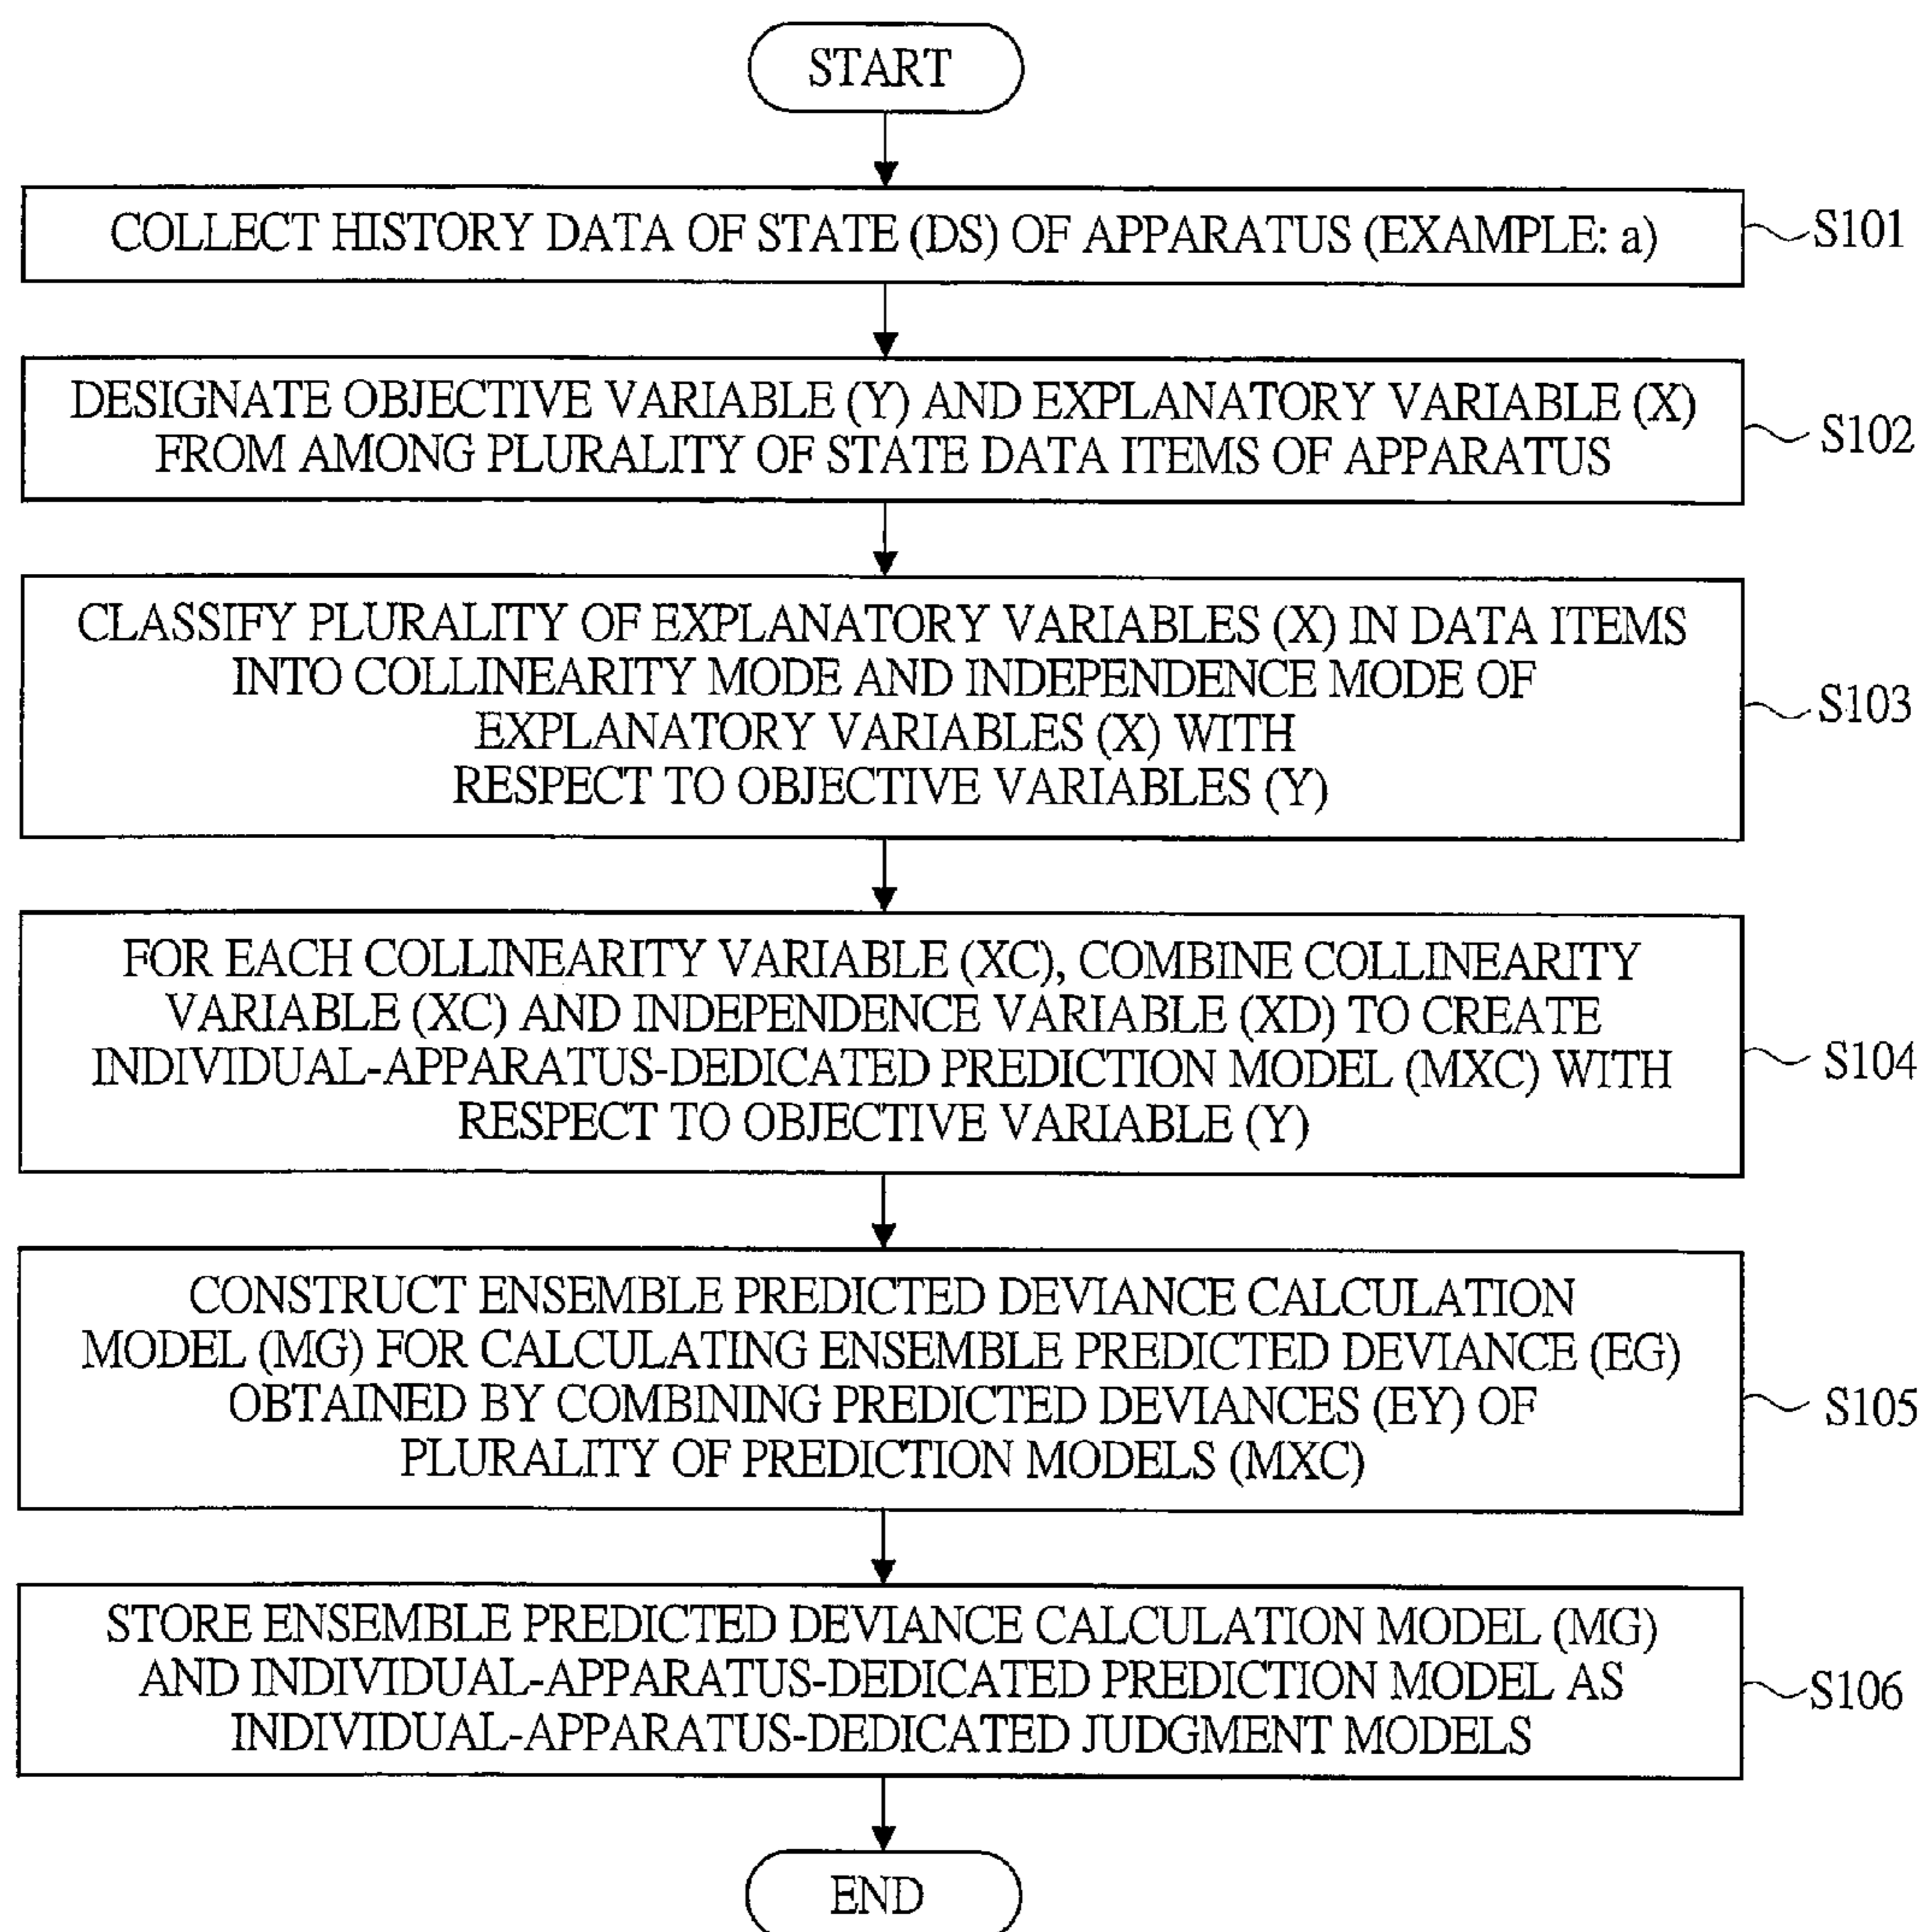 START
COLLECT HISTORY DATA OF STATE (DS) OF APPARATUS (EXAMPLE: a)
S101
DESIGNATE OBJECTIVE VARIABLE (Y) AND EXPLANATORY VARIABLE (X)
FROM AMONG PLURALITY OF STATE DATA ITEMS OF APPARATUS
S102
CLASSIFY PLURALITY OF EXPLANATORY VARIABLES (X) IN DATA ITEMS
INTO COLLINEARITY MODE AND INDEPENDENCE MODE OF
EXPLANATORY VARIABLES (X) WITH
RESPECT TO OBJECTIVE VARIABLES (Y)
S103
FOR EACH COLLINEARITY VARIABLE (XC), COMBINE COLLINEARITY
VARIABLE (XC) AND INDEPENDENCE VARIABLE (XD) TO CREATE
INDIVIDUAL-APPARATUS-DEDICATED PREDICTION MODEL (MXC) WITH
RESPECT TO OBJECTIVE VARIABLE (Y)
S104
CONSTRUCT ENSEMBLE PREDICTED DEVIANCE CALCULATION
MODEL (MG) FOR CALCULATING ENSEMBLE PREDICTED DEVIANCE (EG)
OBTAINED BY COMBINING PREDICTED DEVIANCES (EY) OF
PLURALITY OF PREDICTION MODELS (MXC)
S105
STORE ENSEMBLE PREDICTED DEVIANCE CALCULATION MODEL (MG)
AND INDIVIDUAL-APPARATUS-DEDICATED PREDICTION MODEL AS
INDIVIDUAL-APPARATUS-DEDICATED JUDGMENT MODELS
S106
END